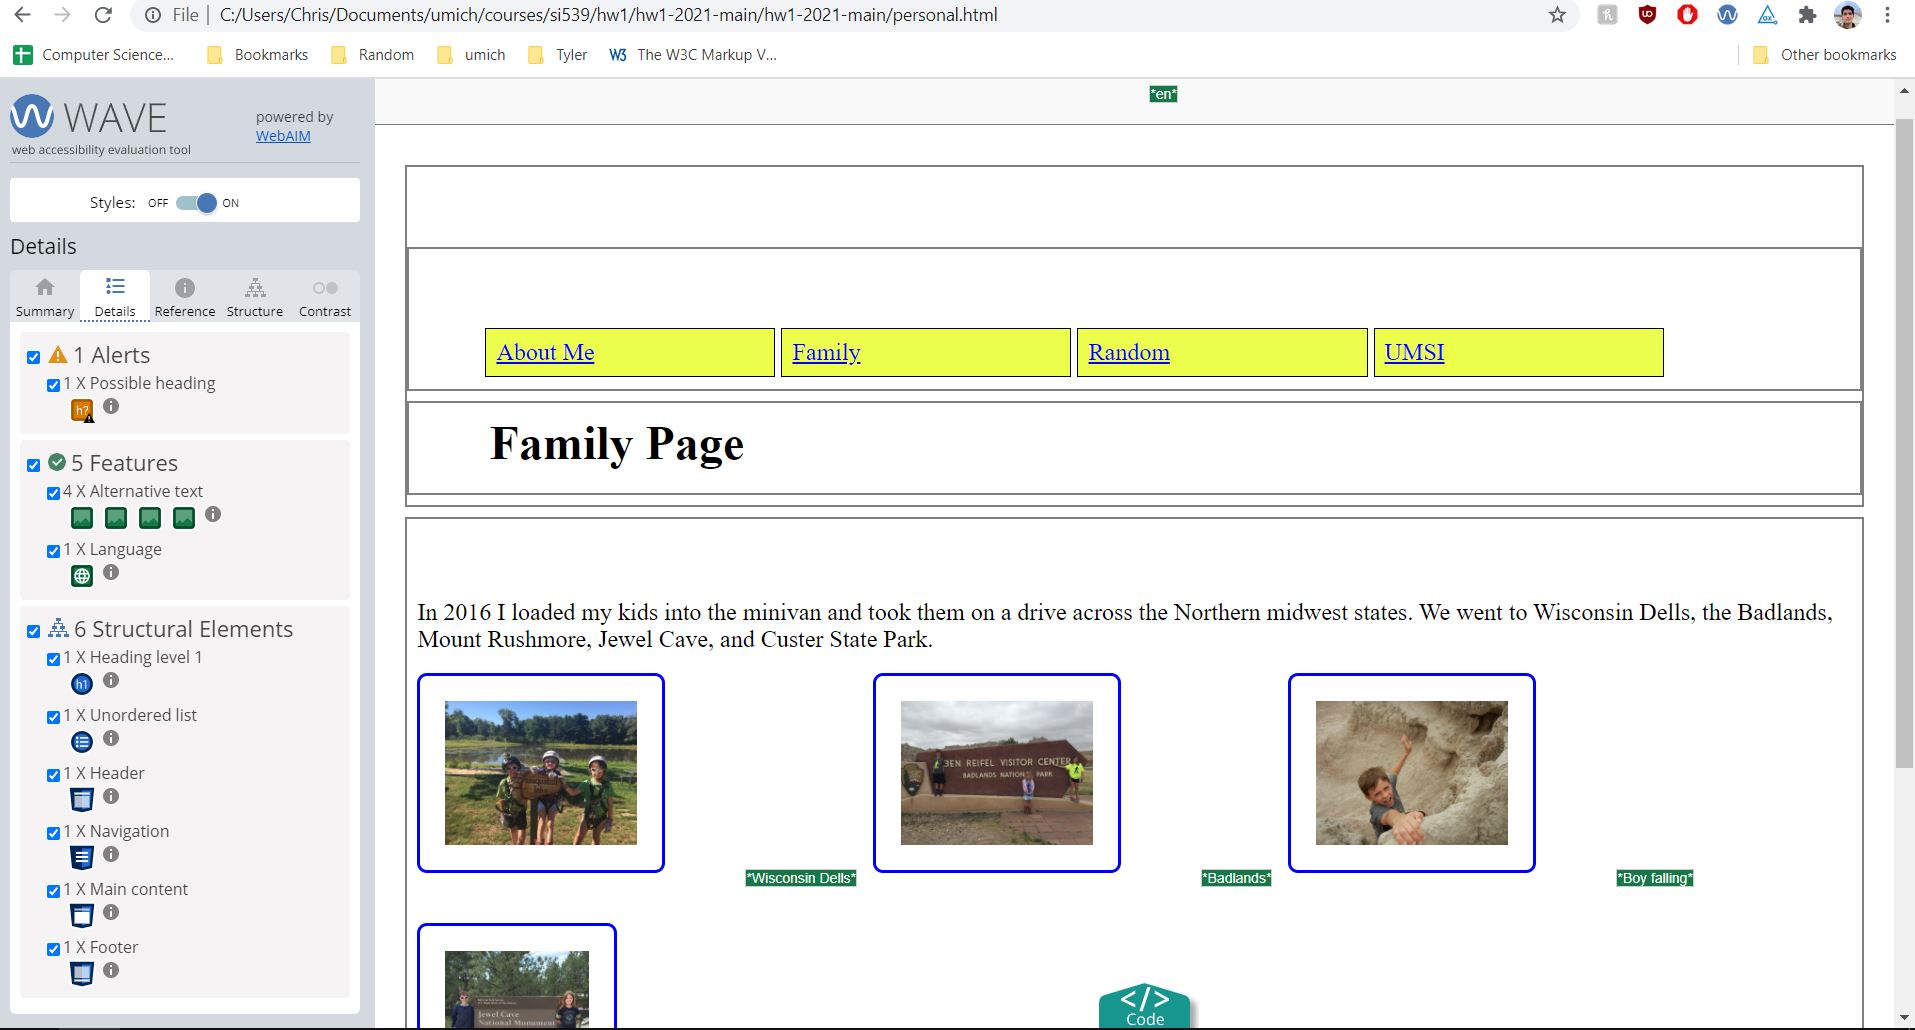 File C:/Users/Chris/Documents/umich/courses/si539/hw1/hw1-2021-main/hw1-2021-main/personal.html
Computer Science... Bookmarks Random umich Tyler W3 The W3C Markup V... Other bookmarks
WAVE
powered by
WebAIM
web accessibility evaluation tool
Styles: OFF ON
Details
Summary Details Reference Structure Contrast
1 Alerts
1 X Possible heading
h?
5 Features
4 X Alternative text
1 X Language
6 Structural Elements
1 X Heading level 1
h1
1 X Unordered list
1 X Header
1 X Navigation
1 X Main content
1 X Footer
*en*
About Me Family Random UMSI
Family Page
In 2016 I loaded my kids into the minivan and took them on a drive across the Northern midwest states. We went to Wisconsin Dells, the Badlands,
Mount Rushmore, Jewel Cave, and Custer State Park.
BEN REIFEL VISITOR CENTER
BADLANDS NATION PARK
*Wisconsin Dells* *Badlands* *Boy falling*
Jewel Cave
National Monument
</>
Code